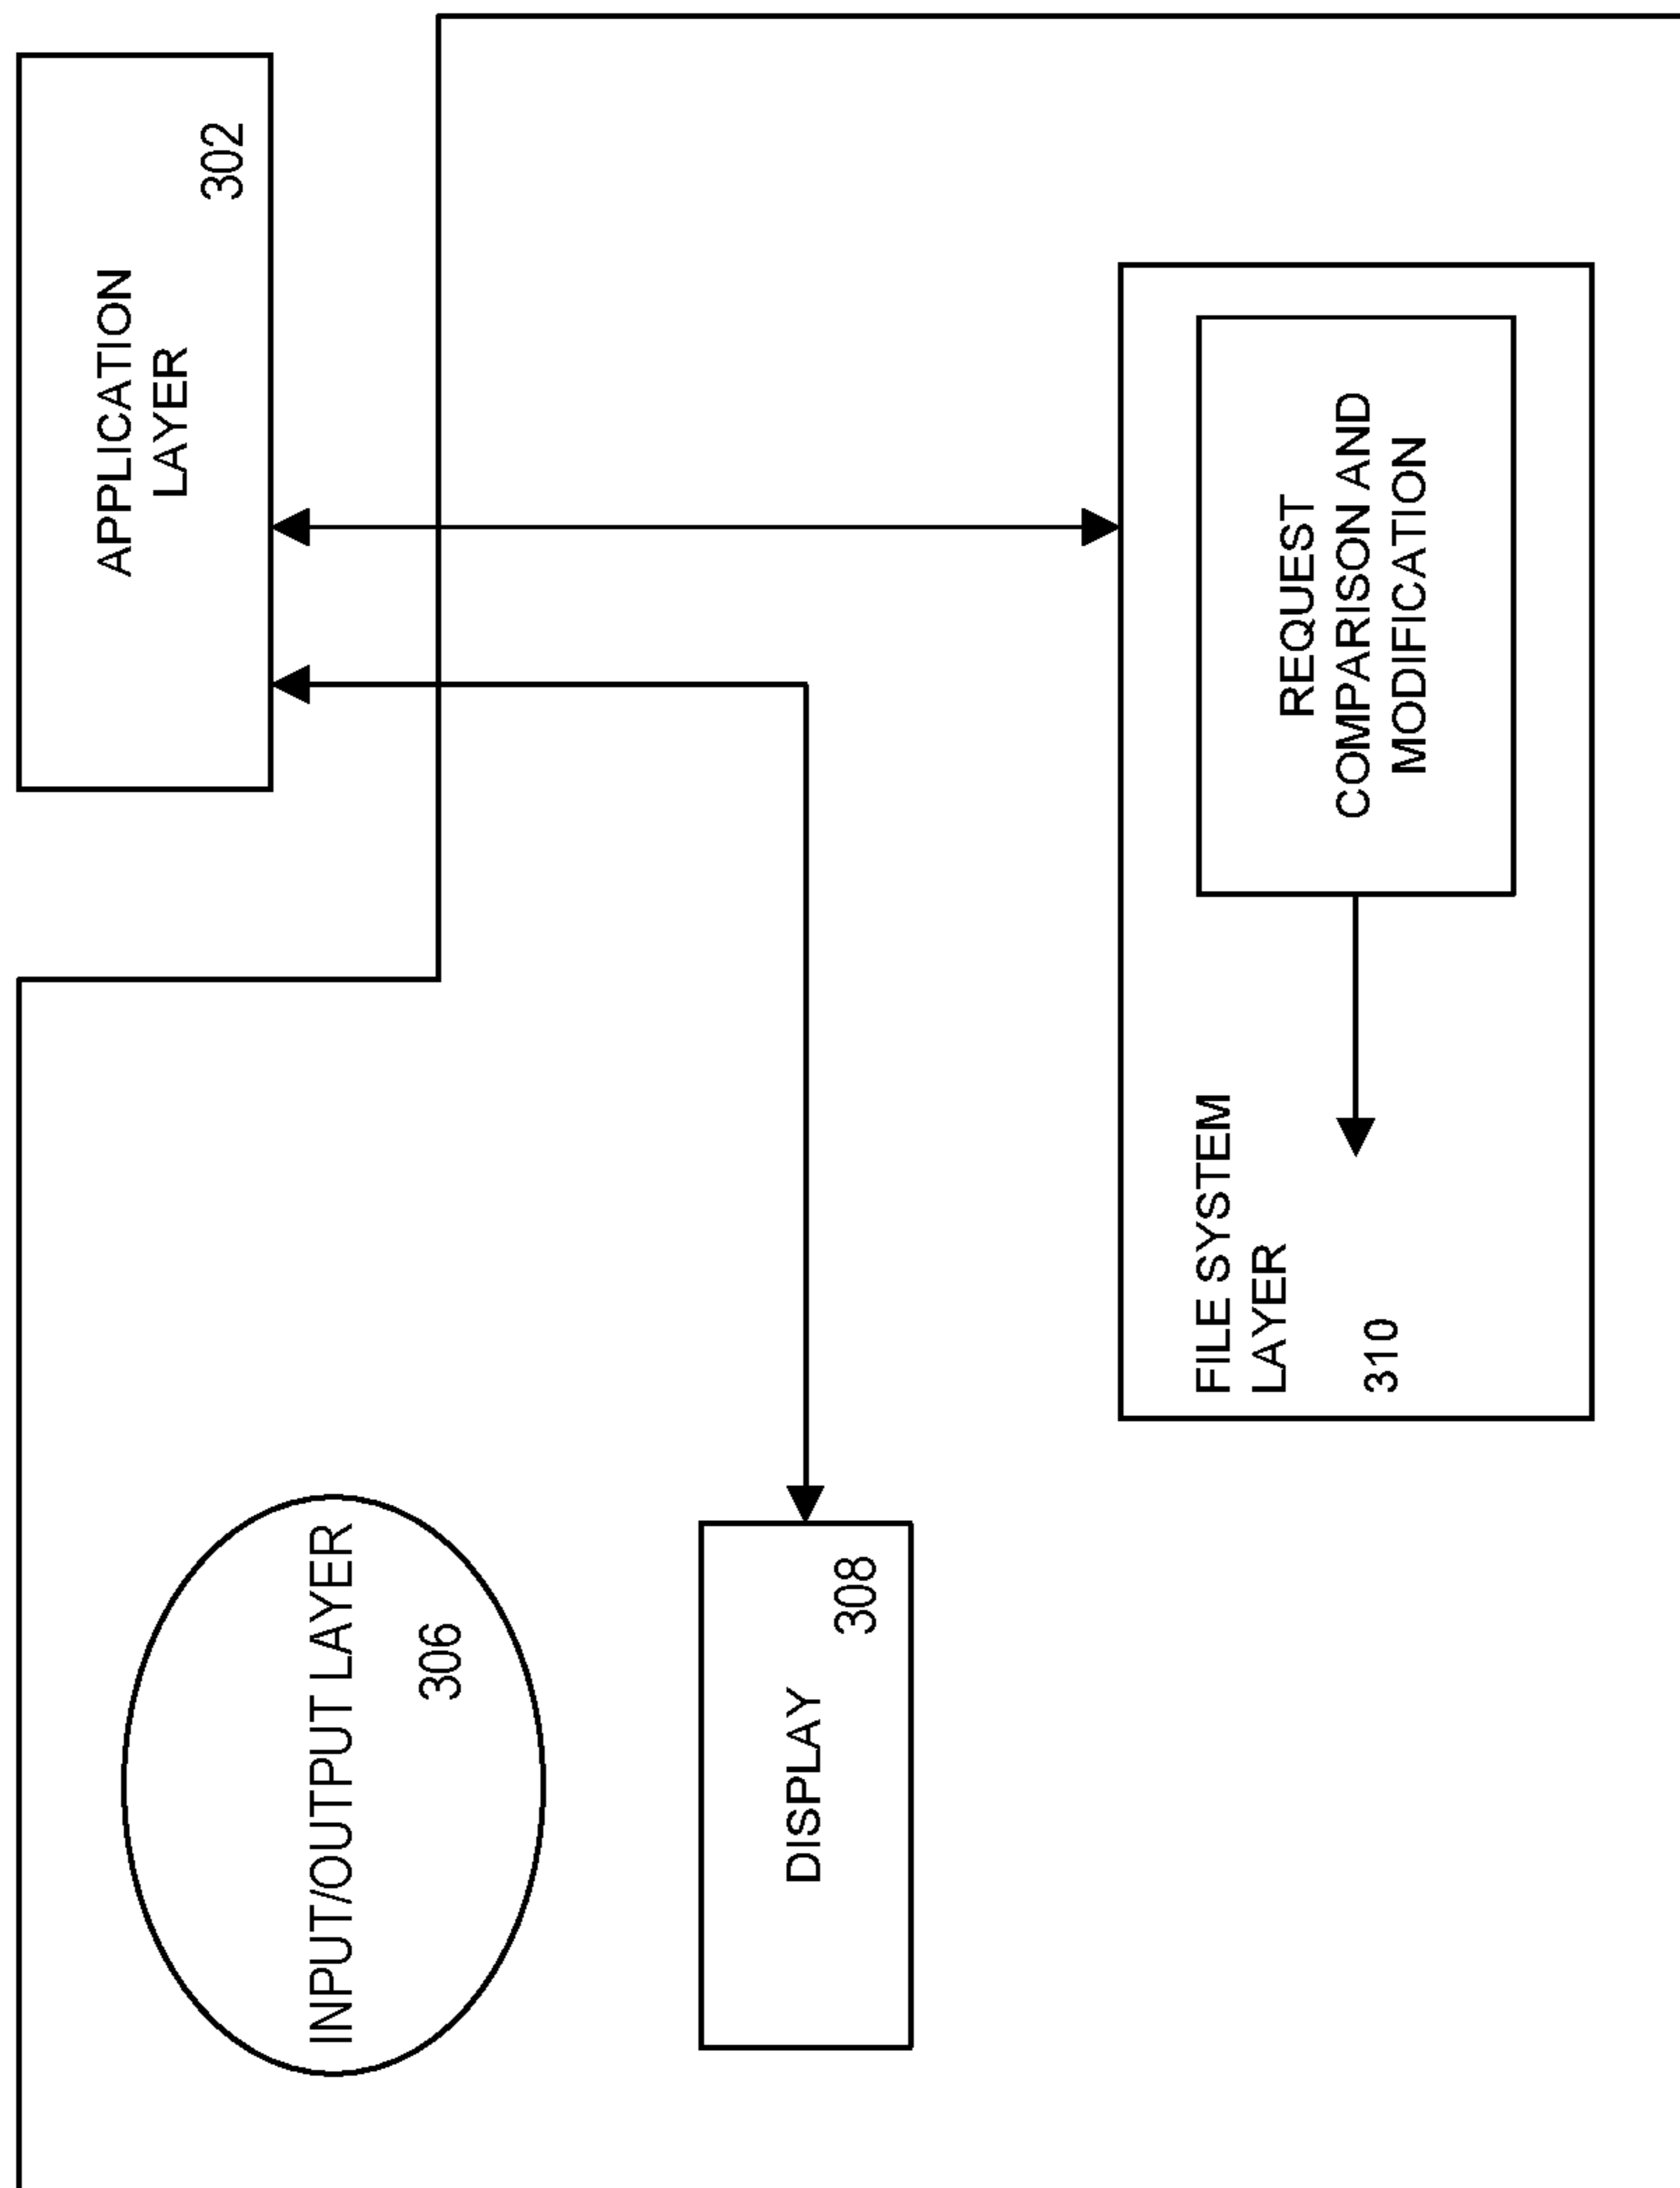 APPLICATION
LAYER
302
INPUT/OUTPUT LAYER
306
DISPLAY
308
FILE SYSTEM
LAYER
310
REQUEST
COMPARISON AND
MODIFICATION